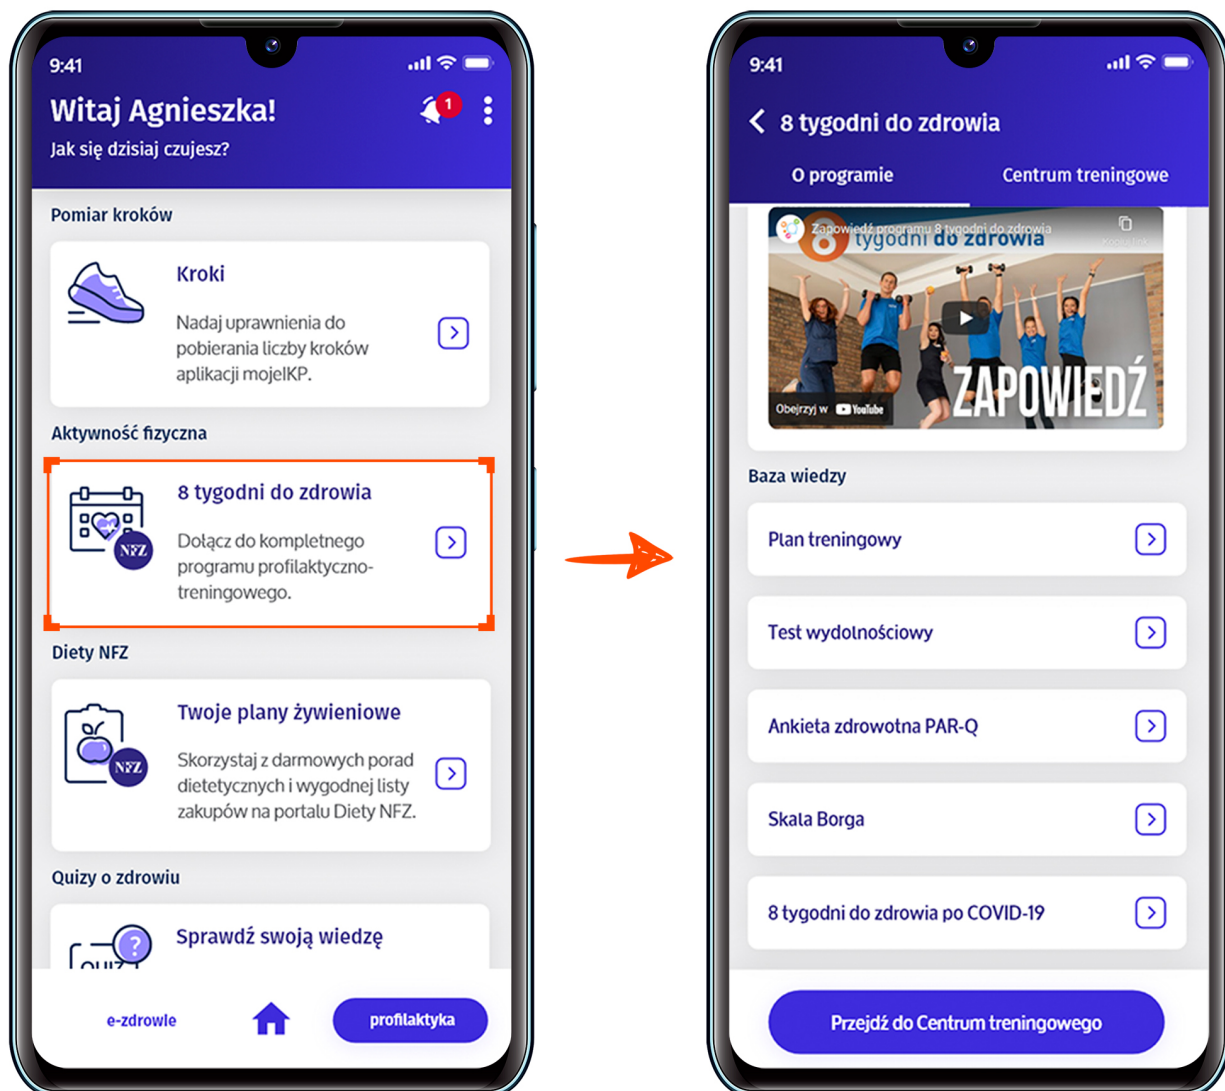 9:41
Witaj Agnieszka!
1
Jak się dzisiaj czujesz?
Pomiar kroków
Kroki
Nadaj uprawnienia do
pobierania liczby kroków
aplikacji mojeIKP.
Aktywność fizyczna
8 tygodni do zdrowia
NFZ
Dołącz do kompletnego
programu profilaktyczno-
treningowego.
Diety NFZ
Twoje plany żywieniowe
NFZ
Skorzystaj z darmowych porad
dietetycznych i wygodnej listy
zakupów na portalu Diety NFZ.
Quizy o zdrowiu
Sprawdź swoją wiedzę
?
QUIZ
e-zdrowie
profilaktyka
9:41
8 tygodni do zdrowia
O programie
Centrum treningowe
Zapowiedź programu 8 tygodni do zdrowia
8 tygodni do zdrowia
ZAPOWIEDŹ
Obejrzyj w YouTube
Baza wiedzy
Plan treningowy
Test wydolnościowy
Ankieta zdrowotna PAR-Q
Skala Borga
8 tygodni do zdrowia po COVID-19
Przejdź do Centrum treningowego